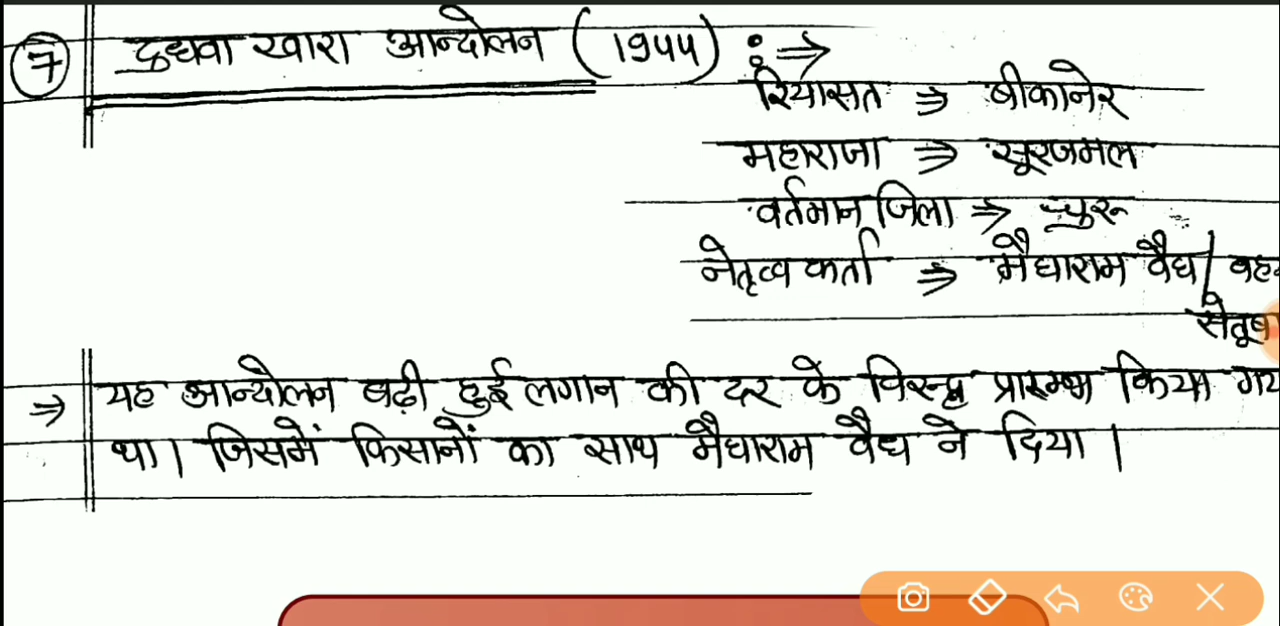 7 दुधवा खारा आन्दोलन (1944) :⇒
रियासत ⇒ बीकानेर
महाराजा ⇒ सूरजमल
वर्तमान जिला ⇒ चुरू
नेतृत्व कर्ता ⇒ मैघाराम वैध /
⇒ यह आन्दोलन बढ़ी हुई लगान की दर के विरूद्ध प्रारम्भ किया
था। जिसमें किसानों का साथ मैघाराम वैध ने दिया।